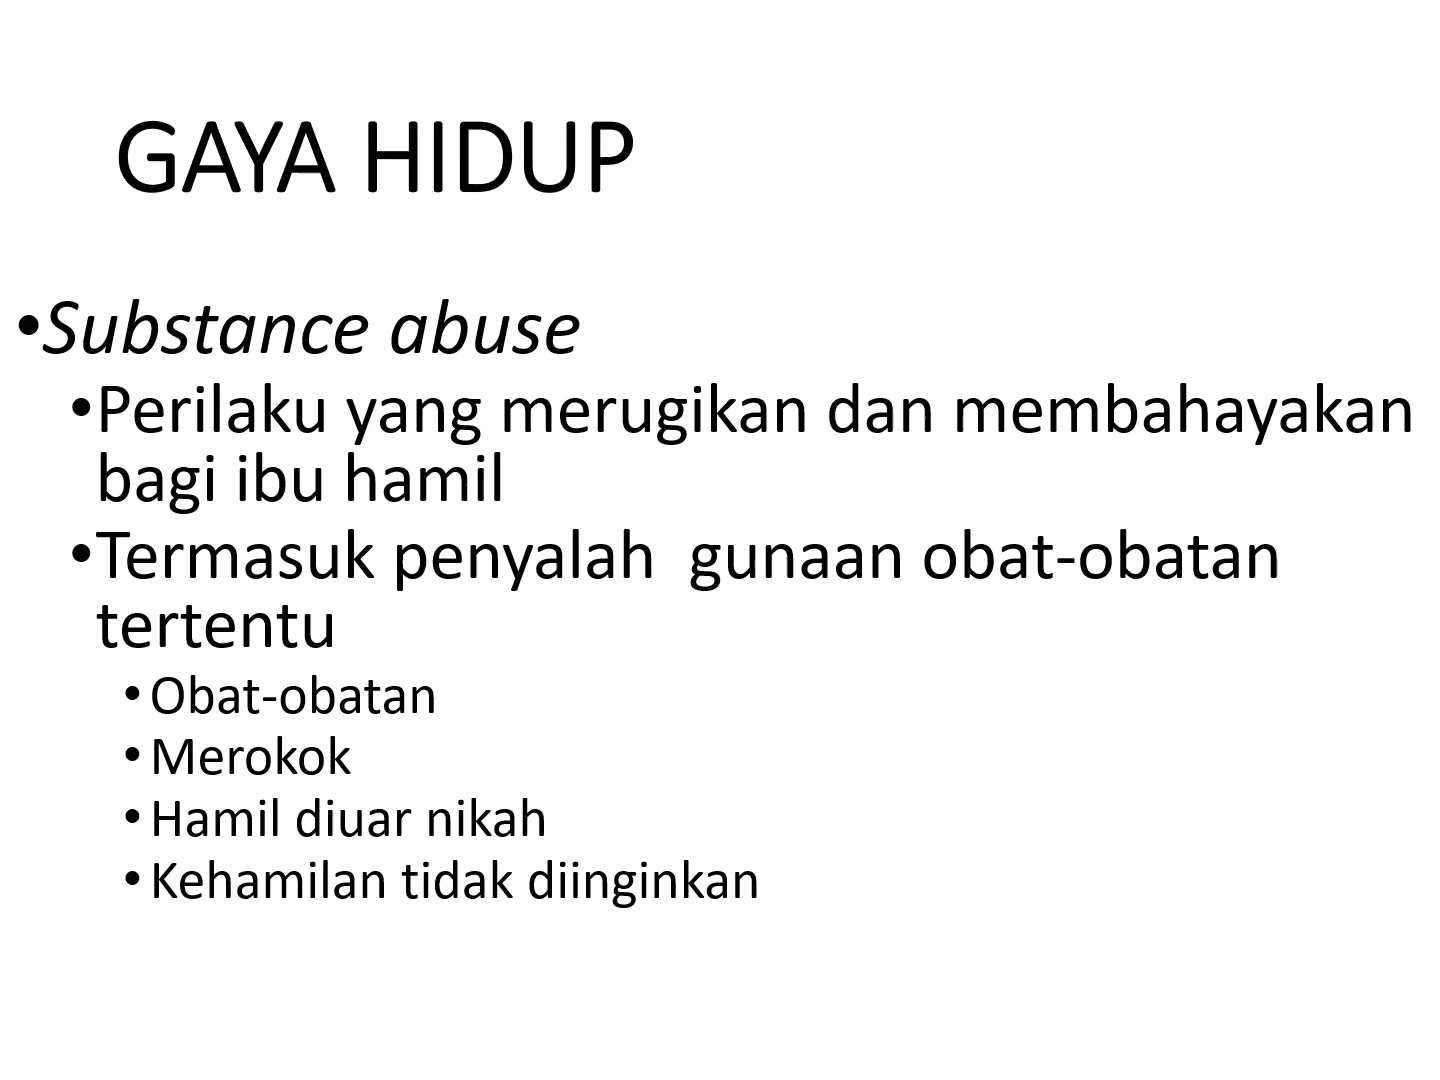 GAYA HIDUP
•Substance abuse
•Perilaku yang merugikan dan membahayakan
bagi ibu hamil
•Termasuk penyalah  gunaan obat-obatan
tertentu
•Obat-obatan
•Merokok
•Hamil diuar nikah
•Kehamilan tidak diinginkan